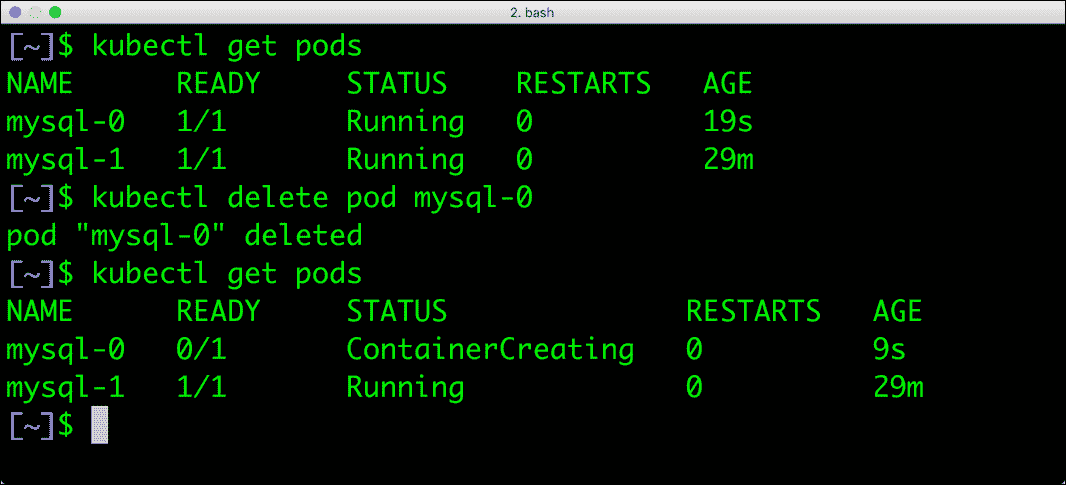 2. bash
[~]$ kubectl get pods
NAME READY STATUS RESTARTS AGE
mysql-0 1/1 Running 0 19s
mysql-1 1/1 Running 0 29m
[~]$ kubectl delete pod mysql-0
pod "mysql-0" deleted
[~]$ kubectl get pods
NAME READY STATUS RESTARTS AGE
mysql-0 0/1 ContainerCreating 0 9s
mysql-1 1/1 Running 0 29m
[~]$